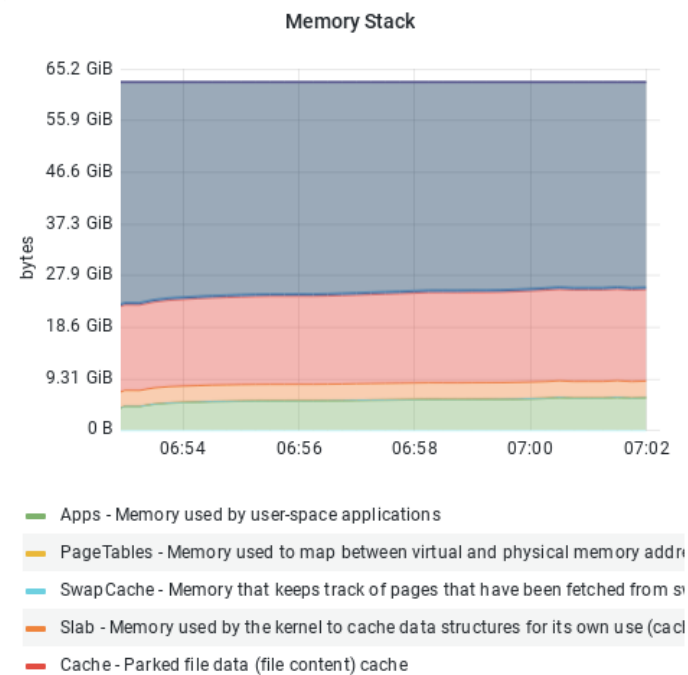 Memory Stack
65.2 GiB
55.9 GiB
46.6 GiB
37.3 GiB
27.9 GiB
18.6 GiB
9.31 GiB
0 B
bytes
06:54 06:56 06:58 07:00 07:02
Apps - Memory used by user-space applications
PageTables - Memory used to map between virtual and physical memory addre
SwapCache - Memory that keeps track of pages that have been fetched from sw
Slab - Memory used by the kernel to cache data structures for its own use (cach
Cache - Parked file data (file content) cache